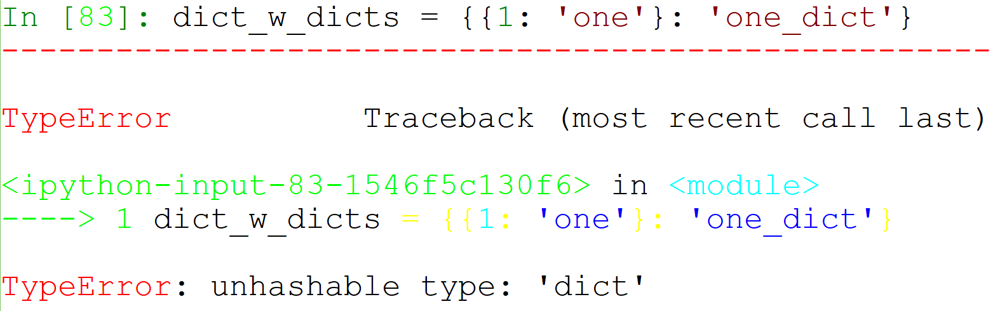 In [83]: dict_w_dicts = {{1: 'one'}: 'one_dict'}
----------------------------------------------------
TypeError Traceback (most recent call last)
<ipython-input-83-1546f5c130f6> in <module>
----> 1 dict_w_dicts = {{1: 'one'}: 'one_dict'}
TypeError: unhashable type: 'dict'